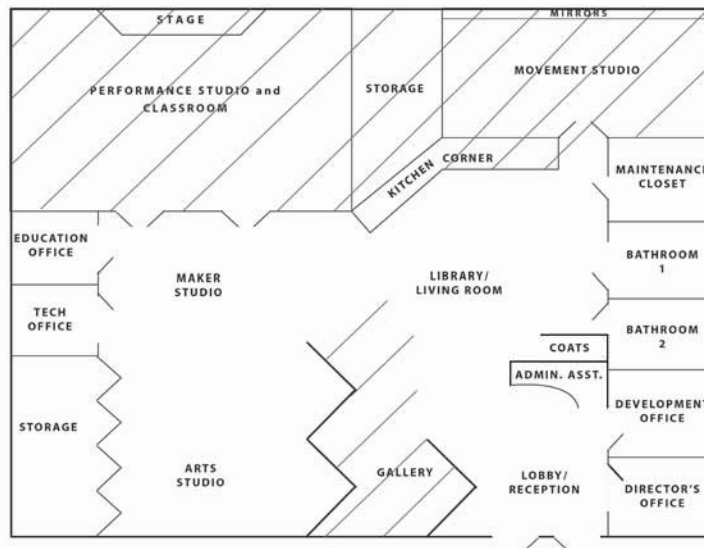 STAGE
MIRRORS
PERFORMANCE STUDIO and
CLASSROOM
STORAGE
MOVEMENT STUDIO
KITCHEN
CORNER
MAINTENANCE
CLOSET
EDUCATION
OFFICE
MAKER
STUDIO
LIBRARY/
LIVING ROOM
BATHROOM
1
TECH
OFFICE
BATHROOM
2
COATS
ADMIN. ASST.
DEVELOPMENT
OFFICE
STORAGE
ARTS
STUDIO
GALLERY
LOBBY/
RECEPTION
DIRECTOR'S
OFFICE